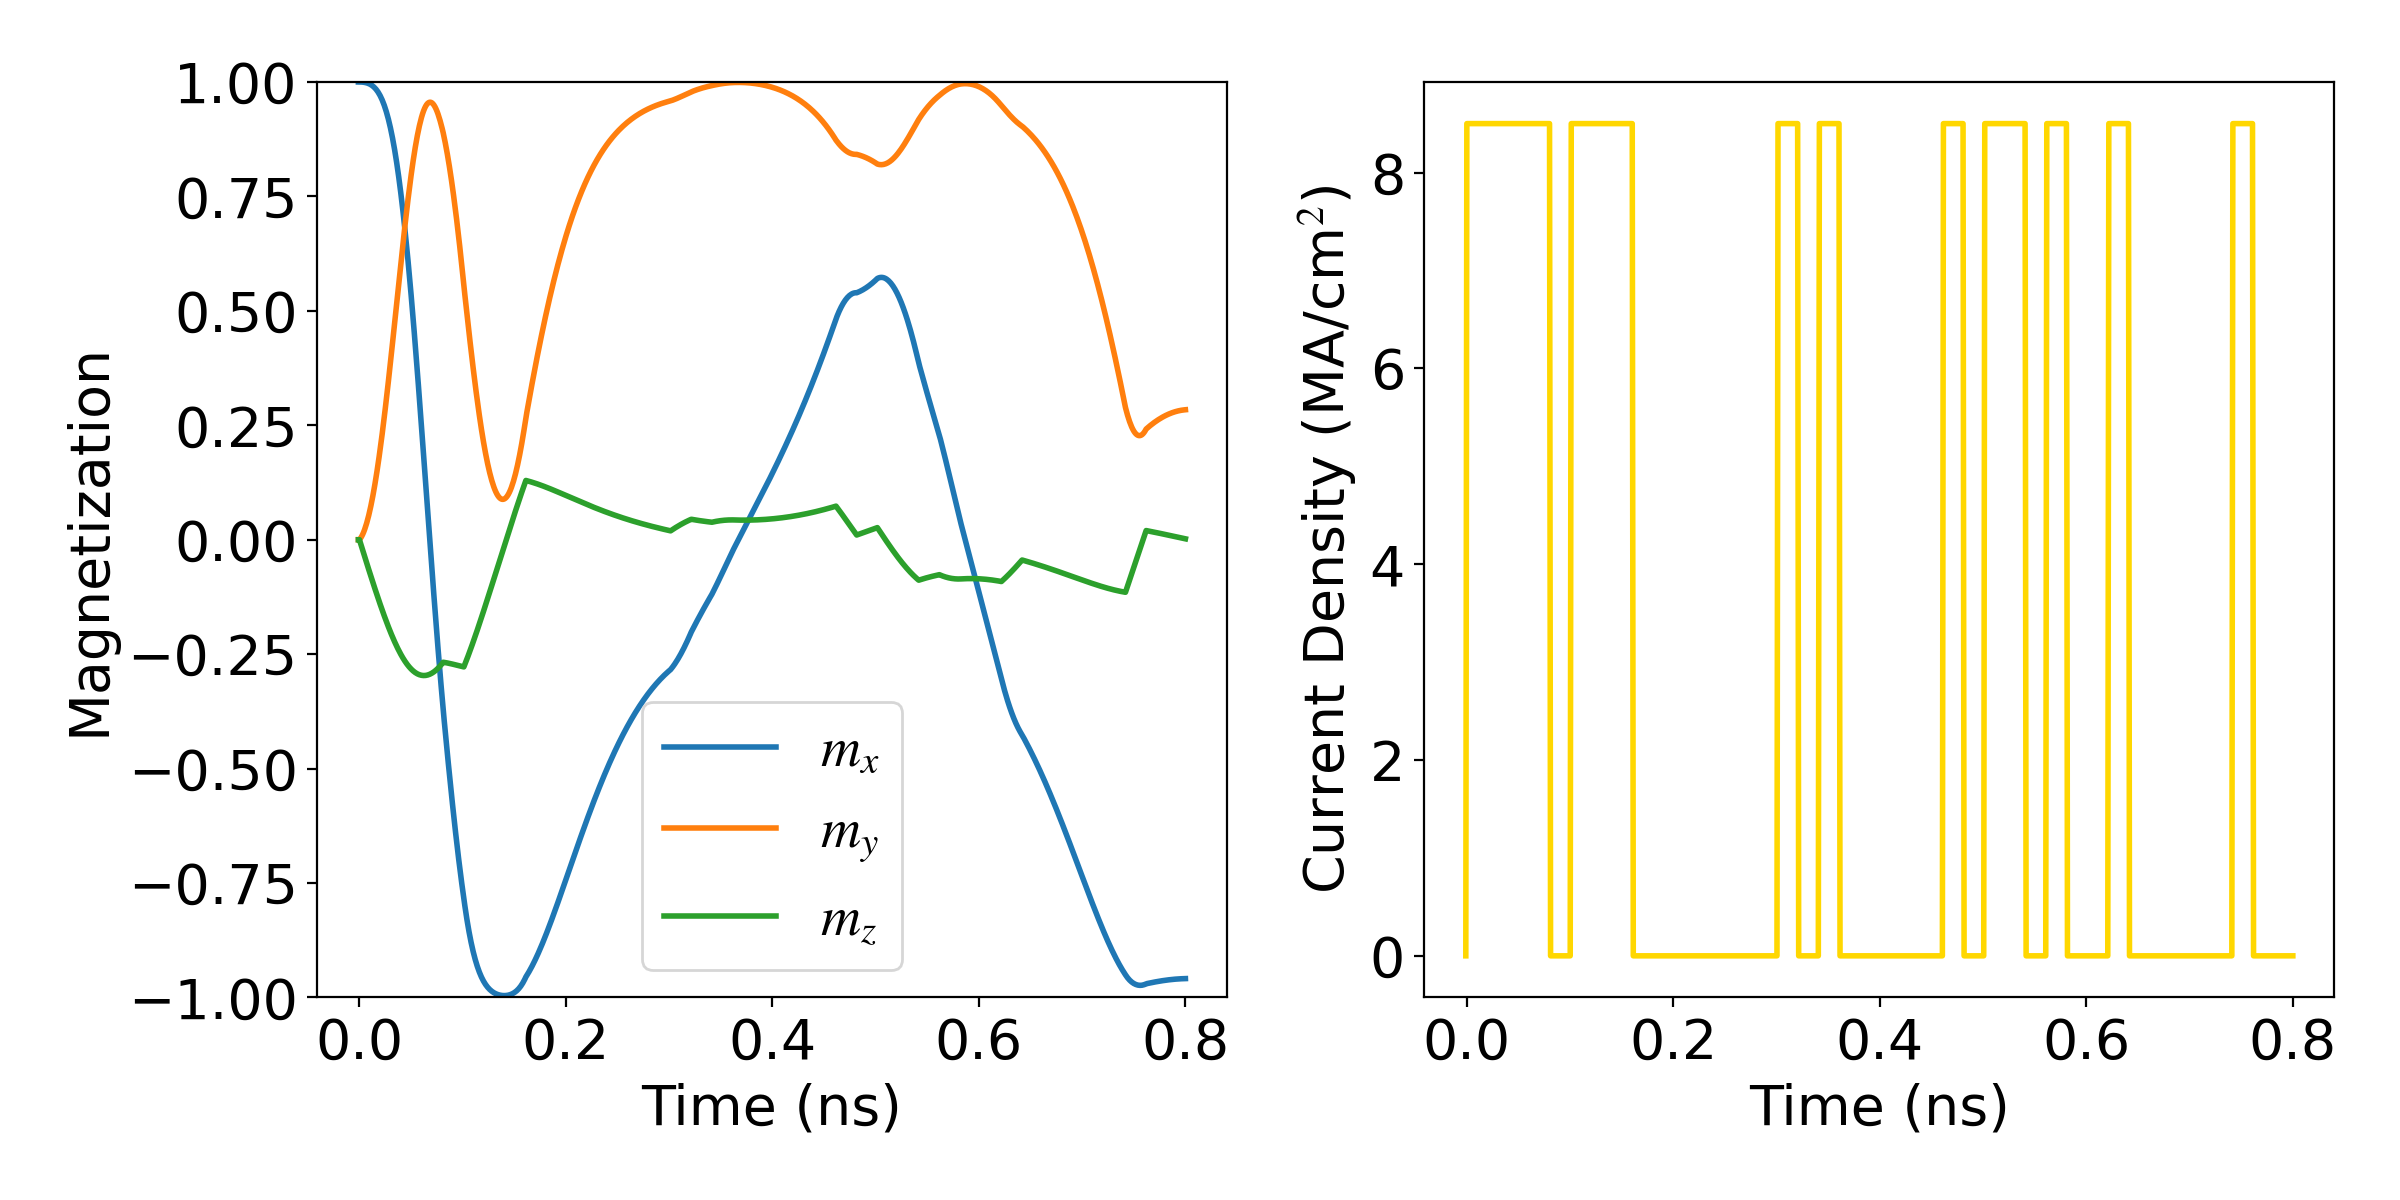 1.00
0.75
0.50
0.25
0.00
−0.25
−0.50
−0.75
−1.00
Magnetization
0.0 0.2 0.4 0.6 0.8
Time (ns)
m_x
m_y
m_z
8
6
4
2
0
Current Density (MA/cm²)
0.0 0.2 0.4 0.6 0.8
Time (ns)